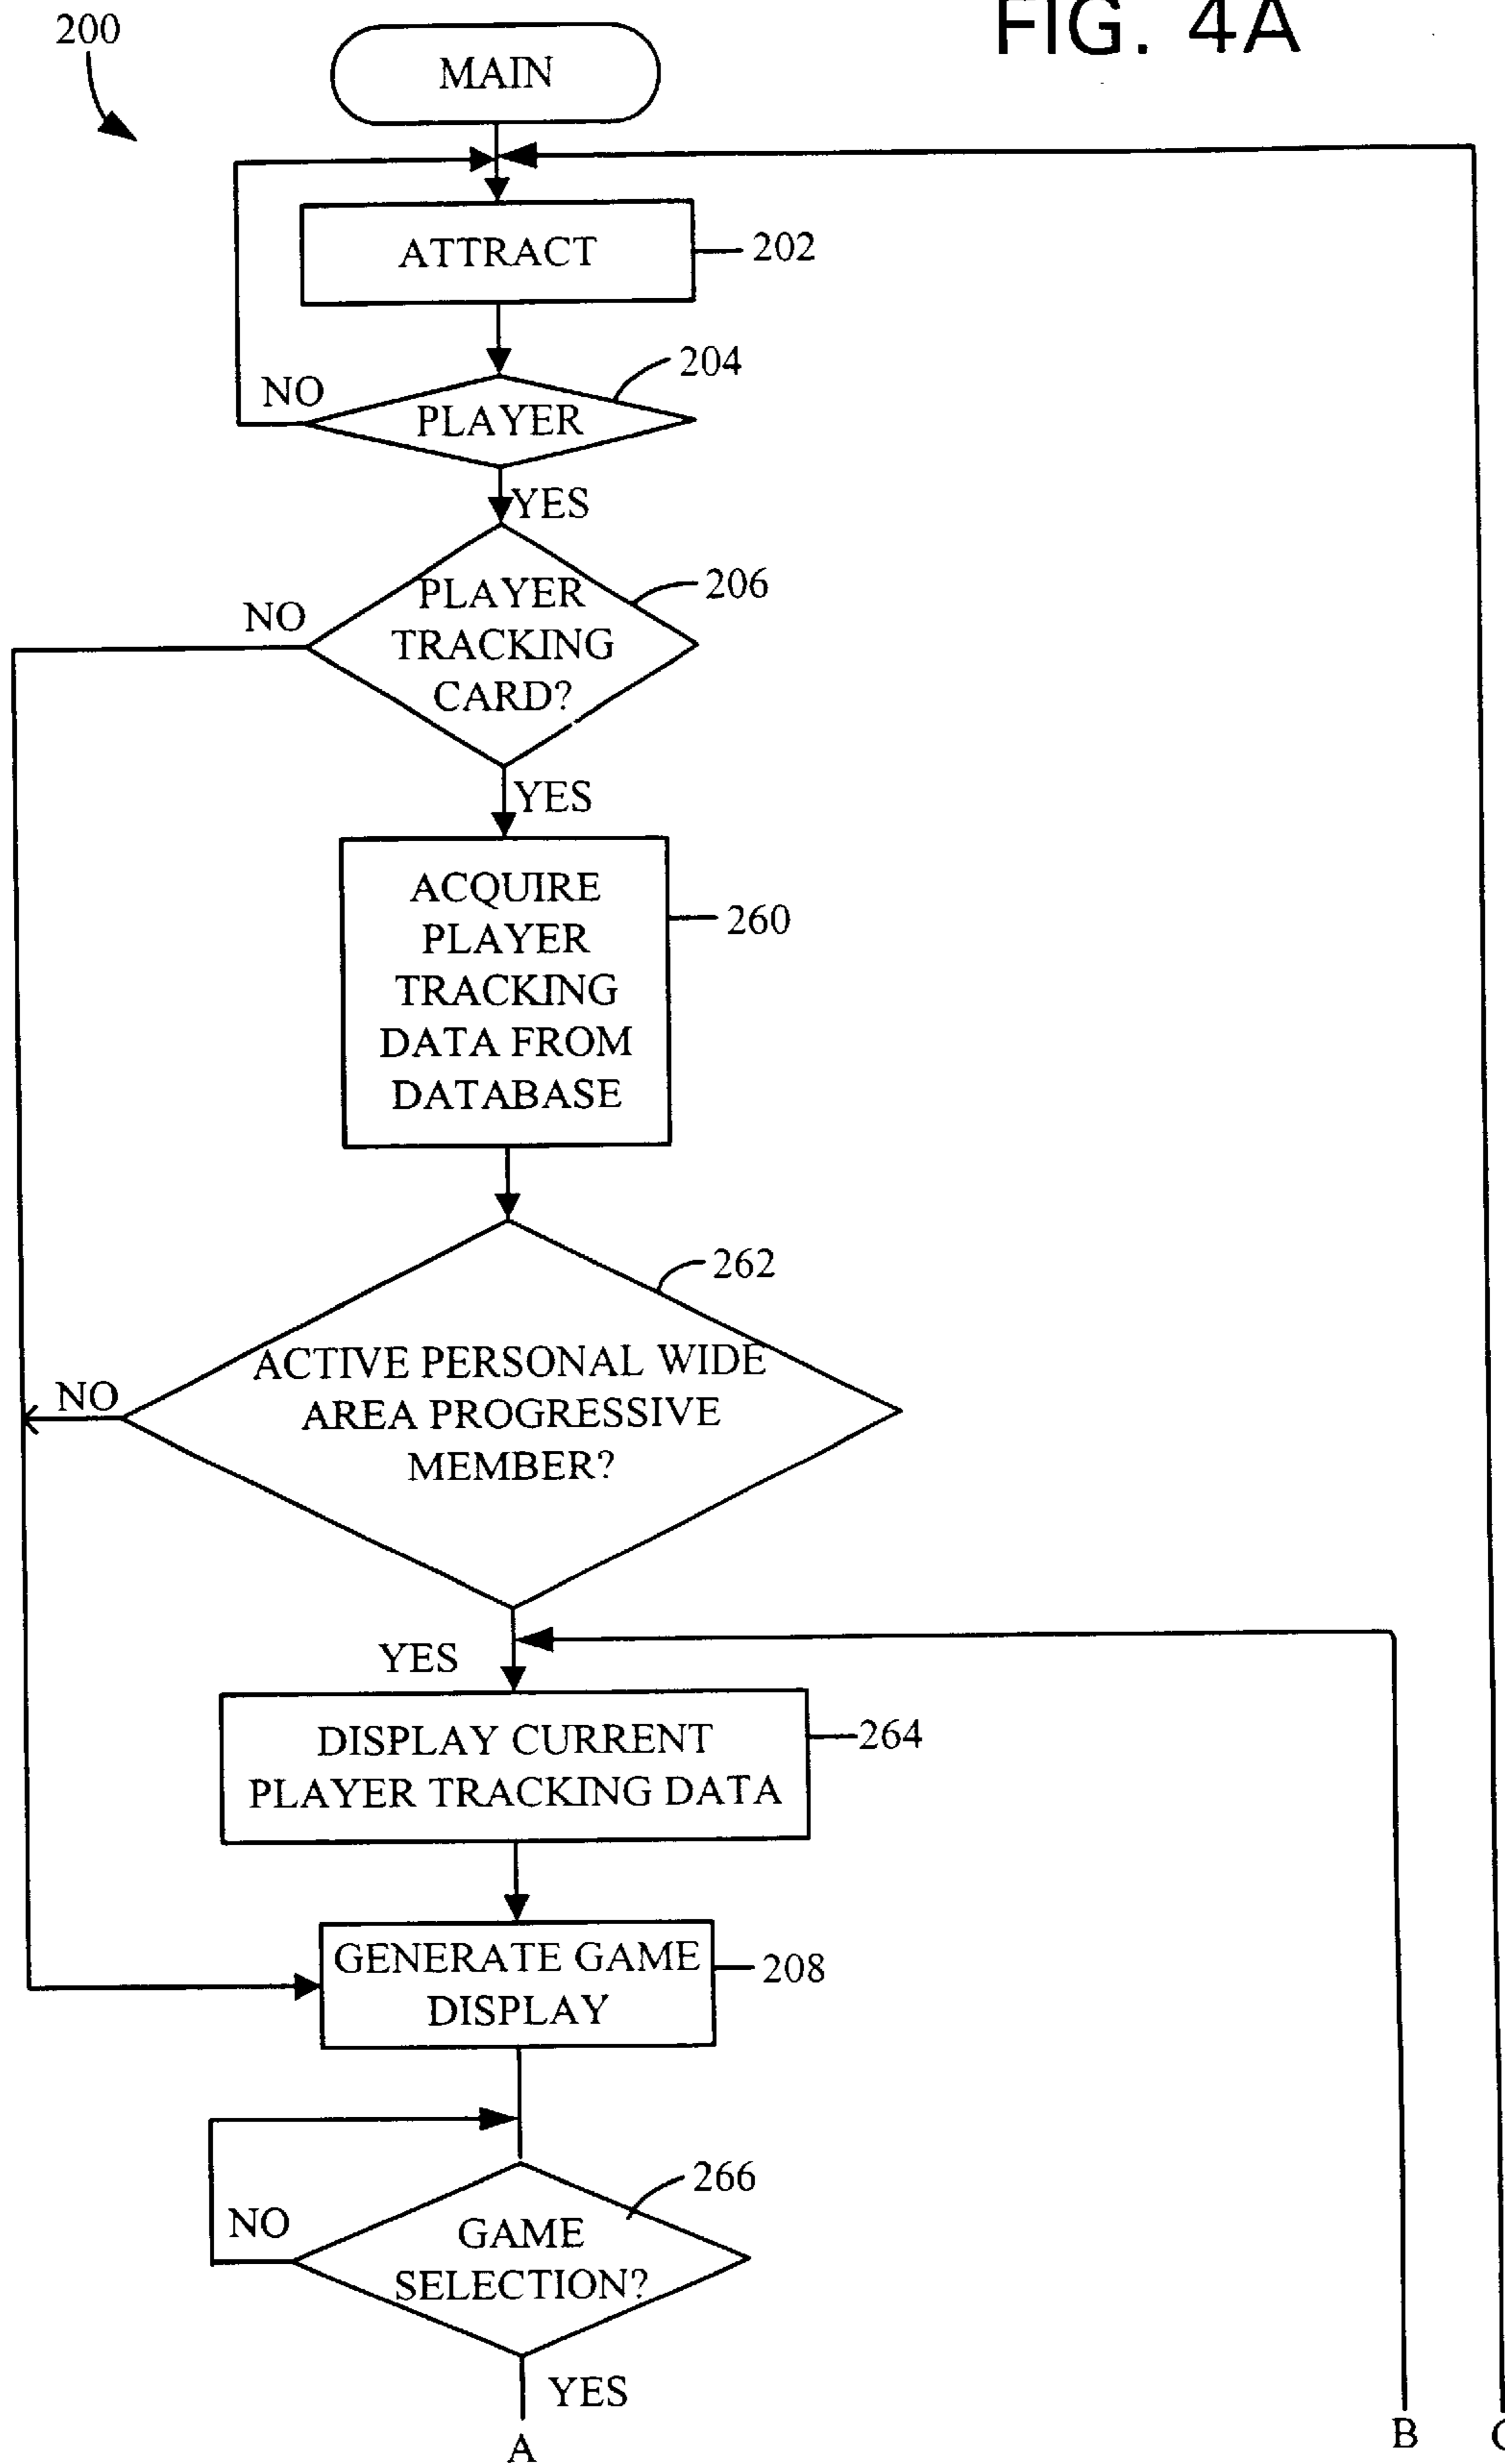 FIG. 4A
200
MAIN
ATTRACT
202
204
NO
PLAYER
YES
206
NO
PLAYER
TRACKING
CARD?
YES
ACQUIRE
PLAYER
TRACKING
DATA FROM
DATABASE
260
262
ACTIVE PERSONAL WIDE
AREA PROGRESSIVE
MEMBER?
NO
YES
DISPLAY CURRENT
PLAYER TRACKING DATA
264
GENERATE GAME
DISPLAY
208
266
NO
GAME
SELECTION?
YES
A
B